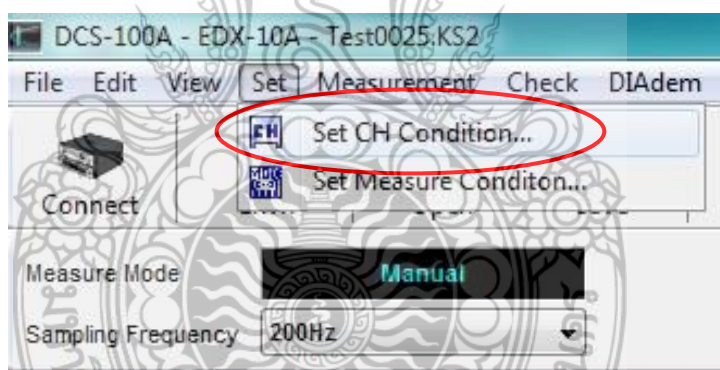 DCS-100A - EDX-10A - Test0025.KS2
File Edit View Set Measurement Check DIAdem
CH Set CH Condition...
Set Measure Conditon...
Connect
Measure Mode Manual
Sampling Frequency 200Hz